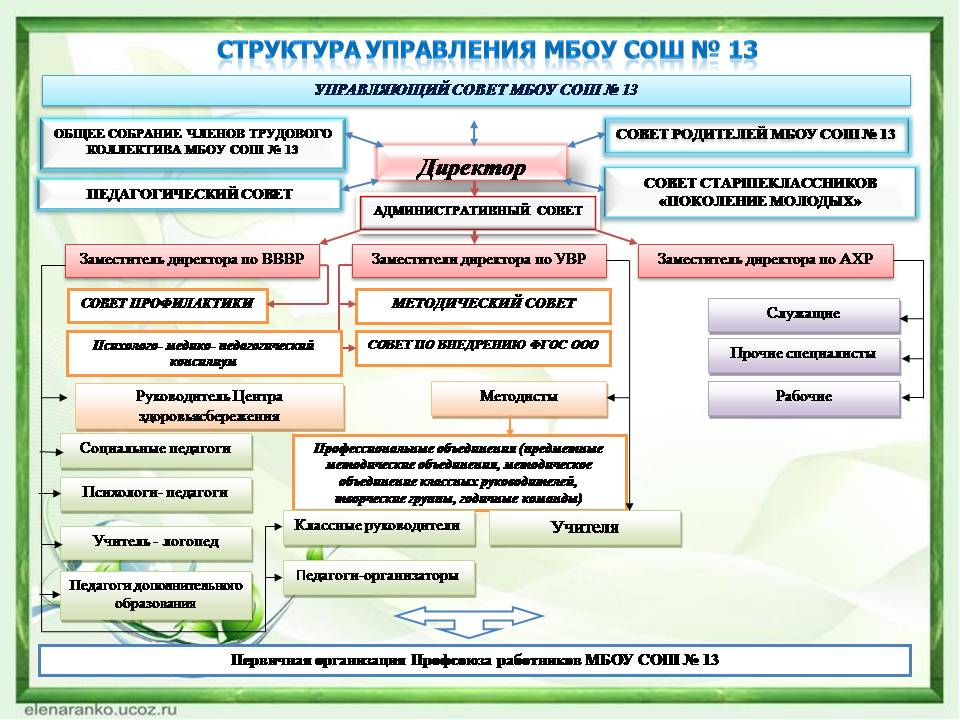 СТРУКТУРА УПРАВЛЕНИЯ МБОУ СОШ № 13
УПРАВЛЯЮЩИЙ СОВЕТ МБОУ СОШ № 13
ОБЩЕЕ СОБРАНИЕ ЧЛЕНОВ ТРУДОВОГО
КОЛЛЕКТИВА МБОУ СОШ № 13
СОВЕТ РОДИТЕЛЕЙ МБОУ СОШ № 13
Директор
ПЕДАГОГИЧЕСКИЙ СОВЕТ
СОВЕТ СТАРШЕКЛАССНИКОВ
«ПОКОЛЕНИЕ МОЛОДЫХ»
АДМИНИСТРАТИВНЫЙ СОВЕТ
Заместитель директора по ВВВР
Заместители директора по УВР
Заместитель директора по АХР
СОВЕТ ПРОФИЛАКТИКИ
МЕТОДИЧЕСКИЙ СОВЕТ
Служащие
Психолого- медико- педагогический
консилиум
СОВЕТ ПО ВНЕДРЕНИЮ ФГОС ООО
Прочие специалисты
Руководитель Центра
здоровьясбережения
Методисты
Рабочие
Социальные педагоги
Профессиональные объединения (предметные
методические объединения, методическое
объединение классных руководителей,
творческие группы, годичные команды)
Психологи- педагоги
Классные руководители
Учителя
Учитель - логопед
Педагоги-организаторы
Педагоги дополнительного
образования
Первичная организация Профсоюза работников МБОУ СОШ № 13
elenaranko.ucoz.ru